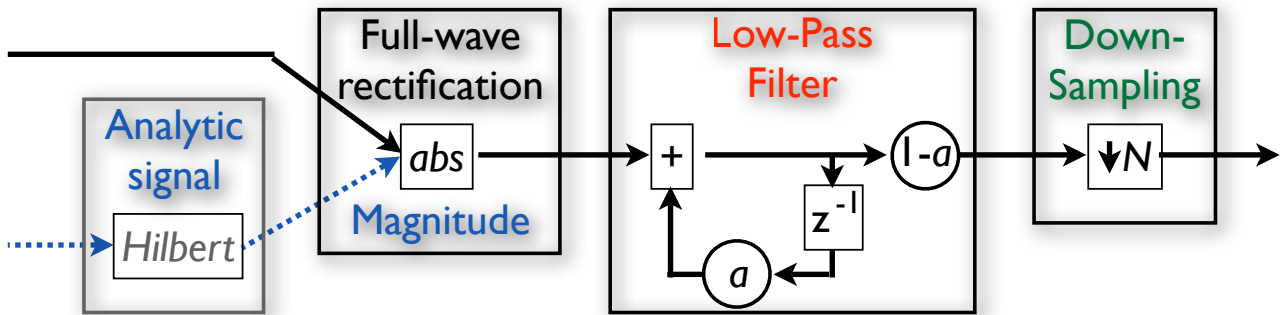 Analytic
signal
Hilbert
Full-wave
rectification
abs
Magnitude
Low-Pass
Filter
+
1-a
z-1
a
Down-
Sampling
↓N